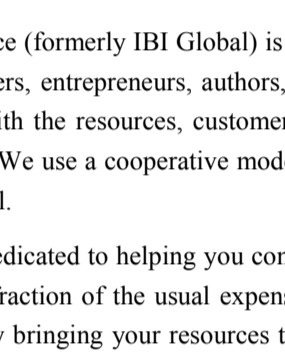 ce (formerly IBI Global) is
ers, entrepreneurs, authors,
ith the resources, customer
We use a cooperative mod
l.
edicated to helping you con
raction of the usual expens
y bringing your resources t